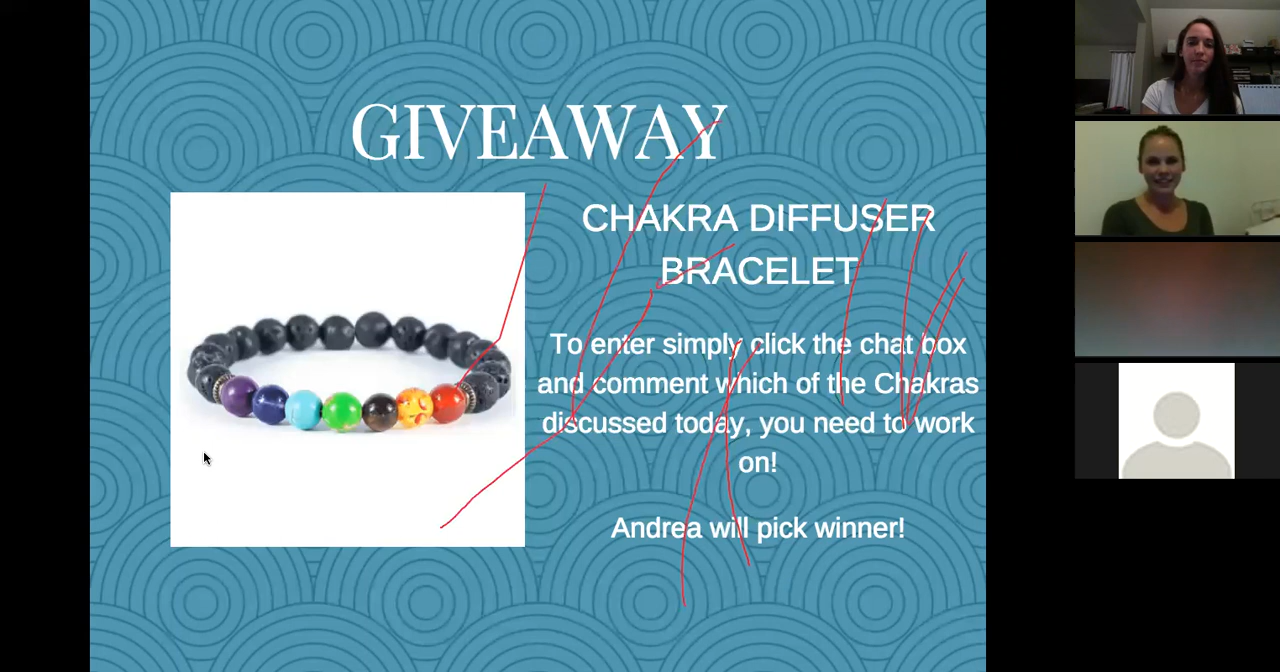 GIVEAWAY
CHAKRA DIFFUSER
BRACELET
To enter simply click the chat box
and comment which of the Chakras
discussed today, you need to work
on!
Andrea will pick winner!